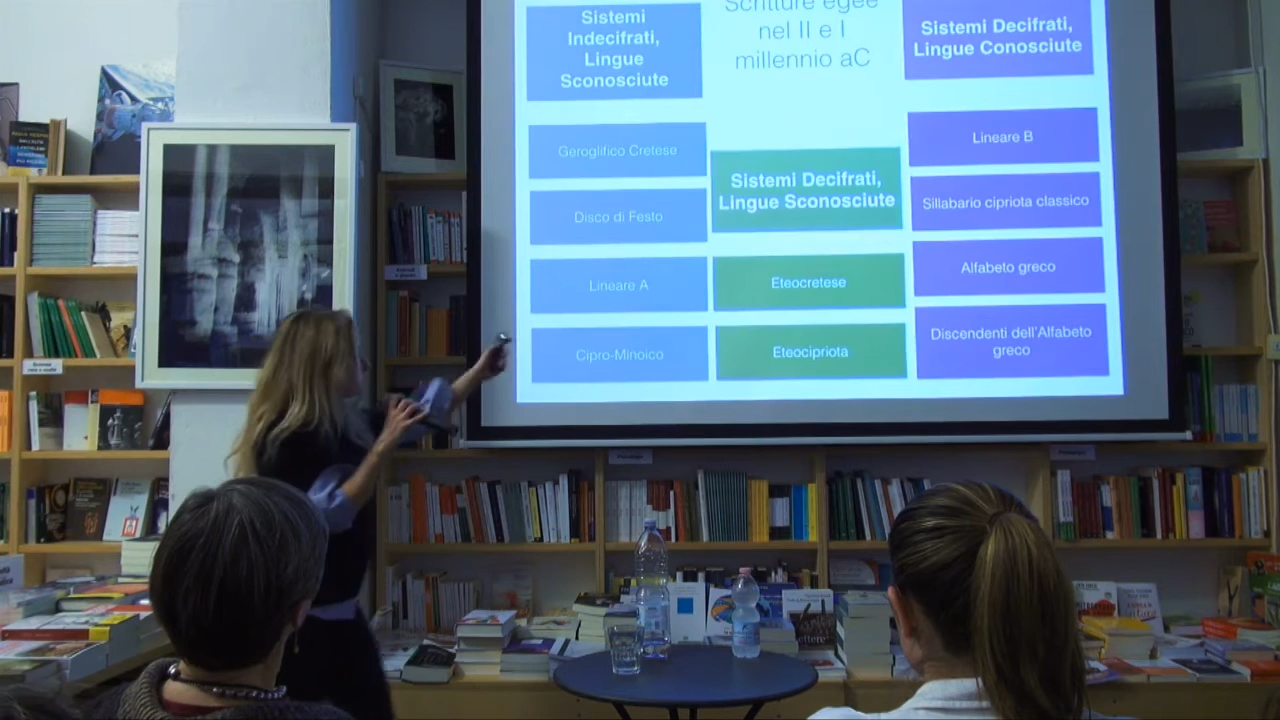 Sistemi
Indecifrati,
Lingue
Sconosciute
Geroglifico Cretese
Disco di Festo
Lineare A
Cipro-Minoico
Scritture egee
nel II e I
millennio aC
Sistemi Decifrati,
Lingue Sconosciute
Eteocretese
Eteocipriota
Sistemi Decifrati,
Lingue Conosciute
Lineare B
Sillabario cipriota classico
Alfabeto greco
Discendenti dell'Alfabeto
greco